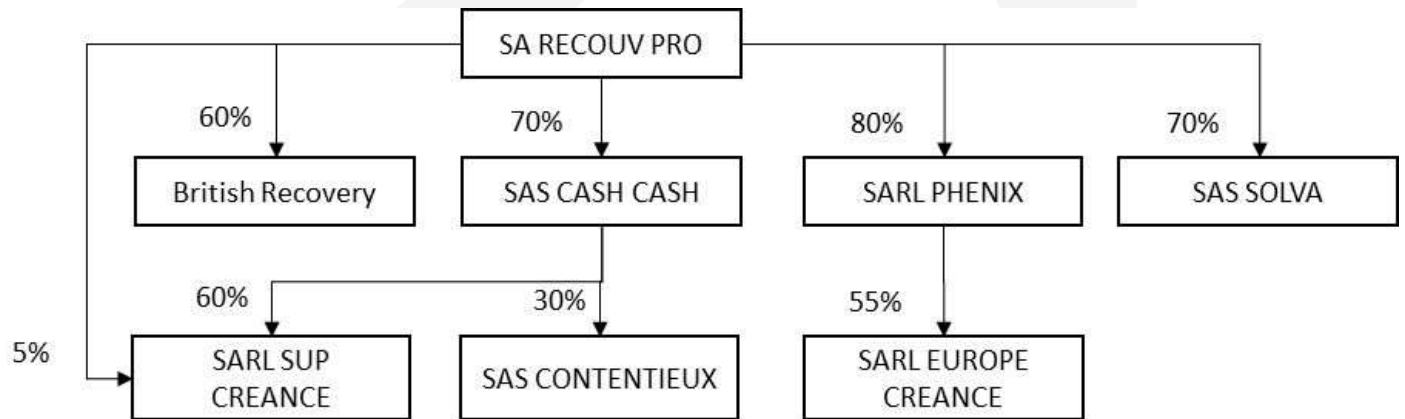 SA RECOUV PRO
60%
70%
80%
70%
British Recovery
SAS CASH CASH
SARL PHENIX
SAS SOLVA
60%
30%
55%
5%
SARL SUP
CREANCE
SAS CONTENTIEUX
SARL EUROPE
CREANCE